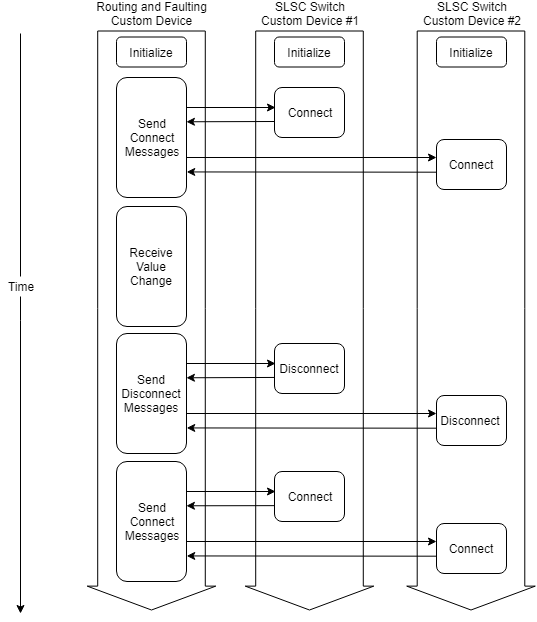 Routing and Faulting
Custom Device
SLSC Switch
Custom Device #1
SLSC Switch
Custom Device #2
Initialize
Initialize
Initialize
Send
Connect
Messages
Connect
Connect
Receive
Value
Change
Time
Send
Disconnect
Messages
Disconnect
Disconnect
Send
Connect
Messages
Connect
Connect